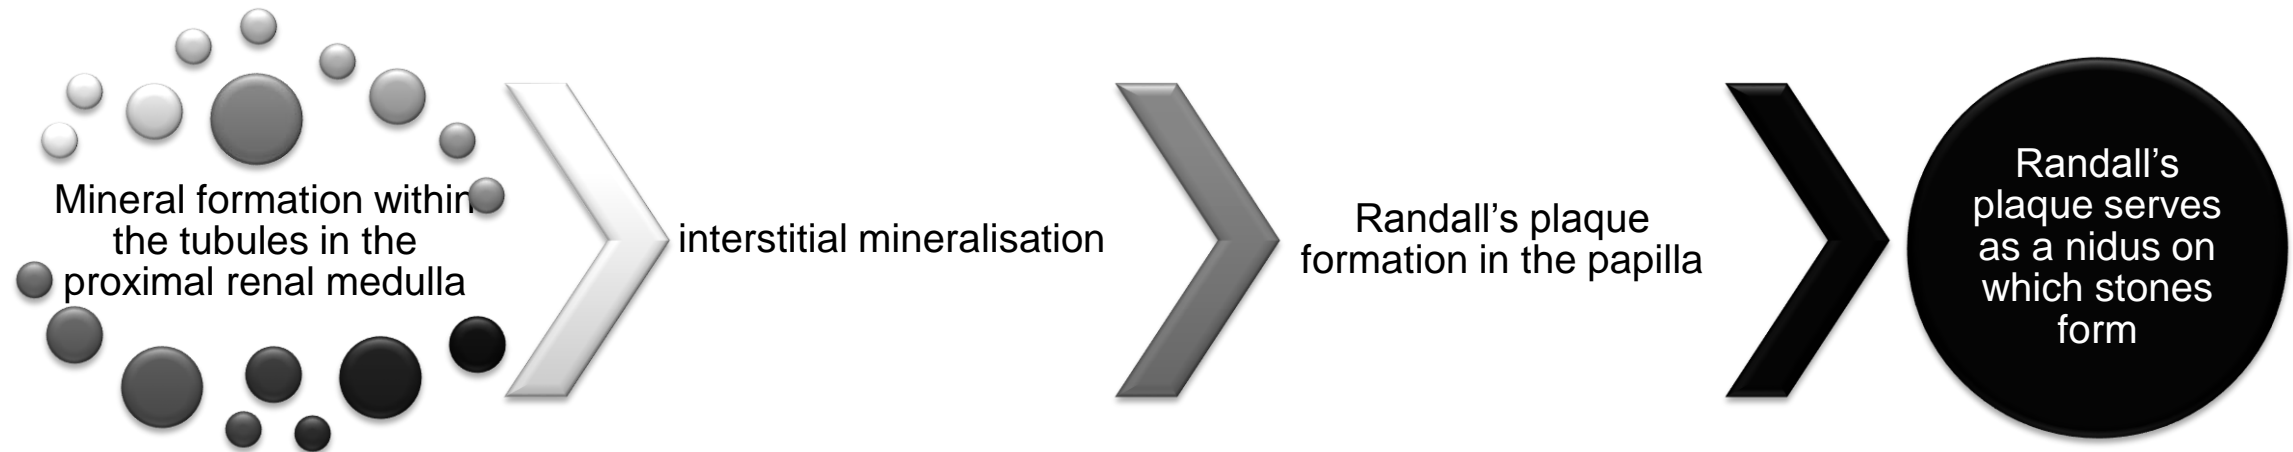 Mineral formation within
the tubules in the
proximal renal medulla
interstitial mineralisation
Randall’s plaque
formation in the papilla
Randall’s
plaque serves
as a nidus on
which stones
form